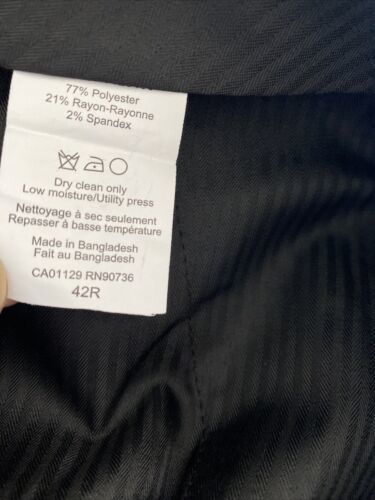 77% Polyester
21% Rayon-Rayonne
2% Spandex
Dry clean only
Low moisture/Utility press
Nettoyage à sec seulement
Repasser à basse température
Made in Bangladesh
Fait au Bangladesh
CA01129 RN90736
42R